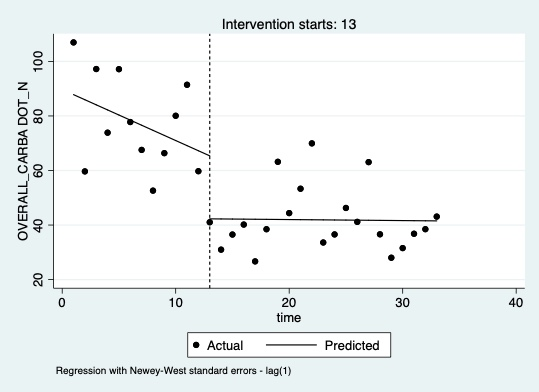 Intervention starts: 13
OVERALL_CARBA DOT_N
100
80
60
40
20
0 10 20 30 40
time
Actual Predicted
Regression with Newey-West standard errors - lag(1)